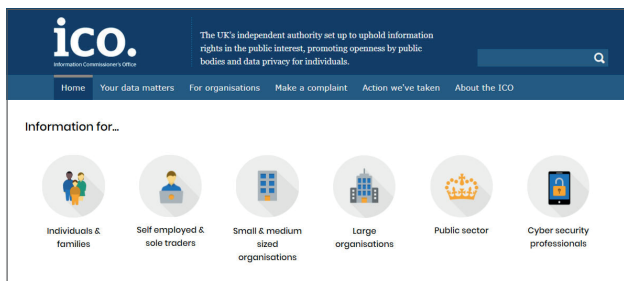 ico.
Information Commissioner's Office
The UK's independent authority set up to uphold information
rights in the public interest, promoting openness by public
bodies and data privacy for individuals.
Home Your data matters For organisations Make a complaint Action we've taken About the ICO
Information for...
Individuals &
families
Self employed &
sole traders
Small & medium
sized
organisations
Large
organisations
Public sector
Cyber security
professionals